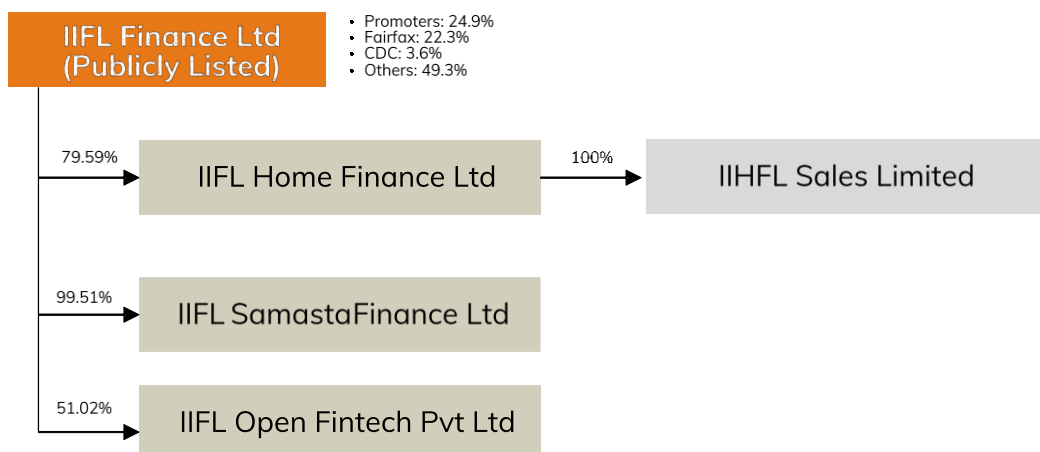 IIFL Finance Ltd
(Publicly Listed)
• Promoters: 24.9%
• Fairfax: 22.3%
• CDC: 3.6%
• Others: 49.3%
79.59%
IIFL Home Finance Ltd
100%
IIHFL Sales Limited
99.51%
IIFL SamastaFinance Ltd
51.02%
IIFL Open Fintech Pvt Ltd